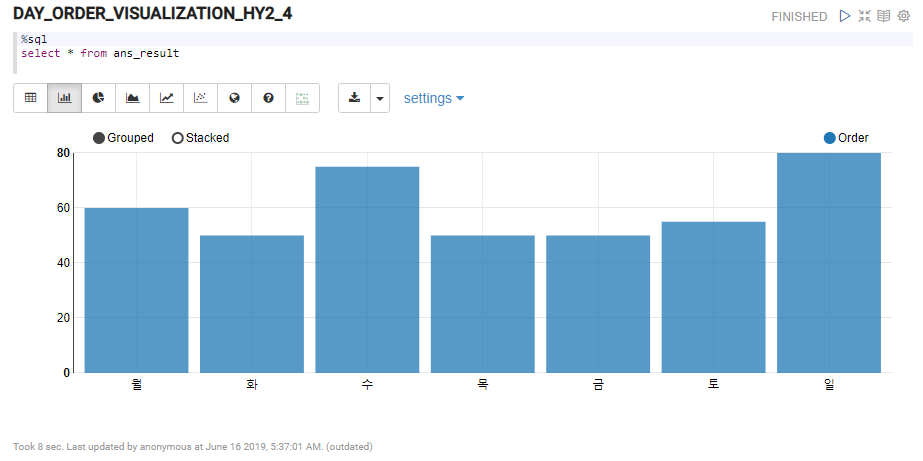 DAY_ORDER_VISUALIZATION_HY2_4
FINISHED
%sql
select * from ans_result
settings
Grouped Stacked Order
80
60
40
20
0
월 화 수 목 금 토 일
Took 8 sec. Last updated by anonymous at June 16 2019, 5:37:01 AM. (outdated)